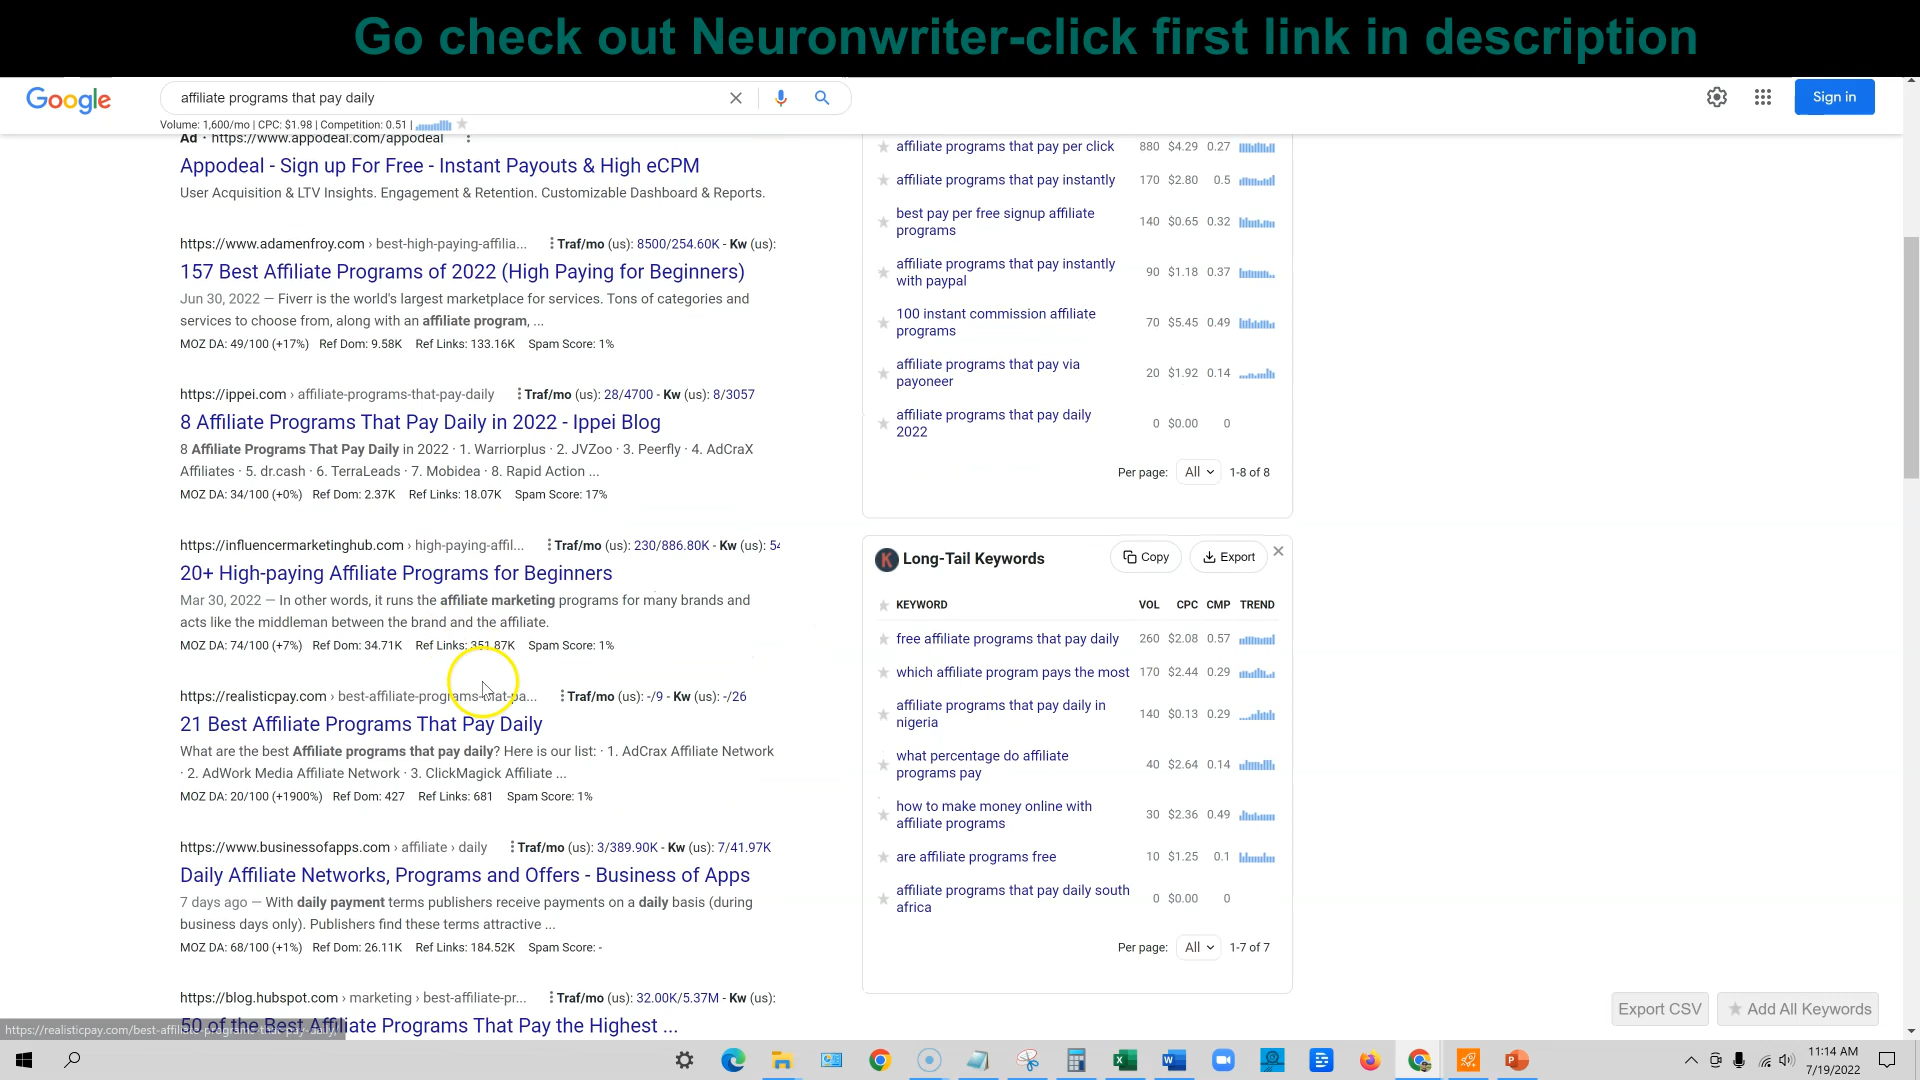 Go check out Neuronwriter-click first link in description
Google
affiliate programs that pay daily
Sign in
Volume: 1,600/mo | CPC: $1.98 | Competition: 0.51 |
Ad · https://www.appodeal.com/appodeal
Appodeal - Sign up For Free - Instant Payouts & High eCPM
User Acquisition & LTV Insights. Engagement & Retention. Customizable Dashboard & Reports.
https://www.adamenfroy.com › best-high-paying-affilia... Traf/mo (us): 8500/254.60K - Kw (us):
157 Best Affiliate Programs of 2022 (High Paying for Beginners)
Jun 30, 2022 — Fiverr is the world's largest marketplace for services. Tons of categories and
services to choose from, along with an affiliate program, ...
MOZ DA: 49/100 (+17%) Ref Dom: 9.58K Ref Links: 133.16K Spam Score: 1%
https://ippei.com › affiliate-programs-that-pay-daily Traf/mo (us): 28/4700 - Kw (us): 8/3057
8 Affiliate Programs That Pay Daily in 2022 - Ippei Blog
8 Affiliate Programs That Pay Daily in 2022 · 1. Warriorplus · 2. JVZoo · 3. Peerfly · 4. AdCraX
Affiliates · 5. dr.cash · 6. TerraLeads · 7. Mobidea · 8. Rapid Action ...
MOZ DA: 34/100 (+0%) Ref Dom: 2.37K Ref Links: 18.07K Spam Score: 17%
https://influencermarketinghub.com › high-paying-affil... Traf/mo (us): 230/886.80K - Kw (us): 54
20+ High-paying Affiliate Programs for Beginners
Mar 30, 2022 — In other words, it runs the affiliate marketing programs for many brands and
acts like the middleman between the brand and the affiliate.
MOZ DA: 74/100 (+7%) Ref Dom: 34.71K Ref Links: 351.87K Spam Score: 1%
https://realisticpay.com › best-affiliate-programs-that-pa... Traf/mo (us): -/9 - Kw (us): -/26
21 Best Affiliate Programs That Pay Daily
What are the best Affiliate programs that pay daily? Here is our list: · 1. AdCrax Affiliate Network
· 2. AdWork Media Affiliate Network · 3. ClickMagick Affiliate ...
MOZ DA: 20/100 (+1900%) Ref Dom: 427 Ref Links: 681 Spam Score: 1%
https://www.businessofapps.com › affiliate › daily Traf/mo (us): 3/389.90K - Kw (us): 7/41.97K
Daily Affiliate Networks, Programs and Offers - Business of Apps
7 days ago — With daily payment terms publishers receive payments on a daily basis (during
business days only). Publishers find these terms attractive ...
MOZ DA: 68/100 (+1%) Ref Dom: 26.11K Ref Links: 184.52K Spam Score: -
https://blog.hubspot.com › marketing › best-affiliate-pr... Traf/mo (us): 32.00K/5.37M - Kw (us):
50 of the Best Affiliate Programs That Pay the Highest ...
https://realisticpay.com/best-affiliate-programs-that-pay-daily/
affiliate programs that pay per click 880 $4.29 0.27
affiliate programs that pay instantly 170 $2.80 0.5
best pay per free signup affiliate
programs 140 $0.65 0.32
affiliate programs that pay instantly
with paypal 90 $1.18 0.37
100 instant commission affiliate
programs 70 $5.45 0.49
affiliate programs that pay via
payoneer 20 $1.92 0.14
affiliate programs that pay daily
2022 0 $0.00 0
Per page: All 1-8 of 8
K Long-Tail Keywords Copy Export
KEYWORD VOL CPC CMP TREND
free affiliate programs that pay daily 260 $2.08 0.57
which affiliate program pays the most 170 $2.44 0.29
affiliate programs that pay daily in
nigeria 140 $0.13 0.29
what percentage do affiliate
programs pay 40 $2.64 0.14
how to make money online with
affiliate programs 30 $2.36 0.49
are affiliate programs free 10 $1.25 0.1
affiliate programs that pay daily south
africa 0 $0.00 0
Per page: All 1-7 of 7
Export CSV Add All Keywords
11:14 AM
7/19/2022